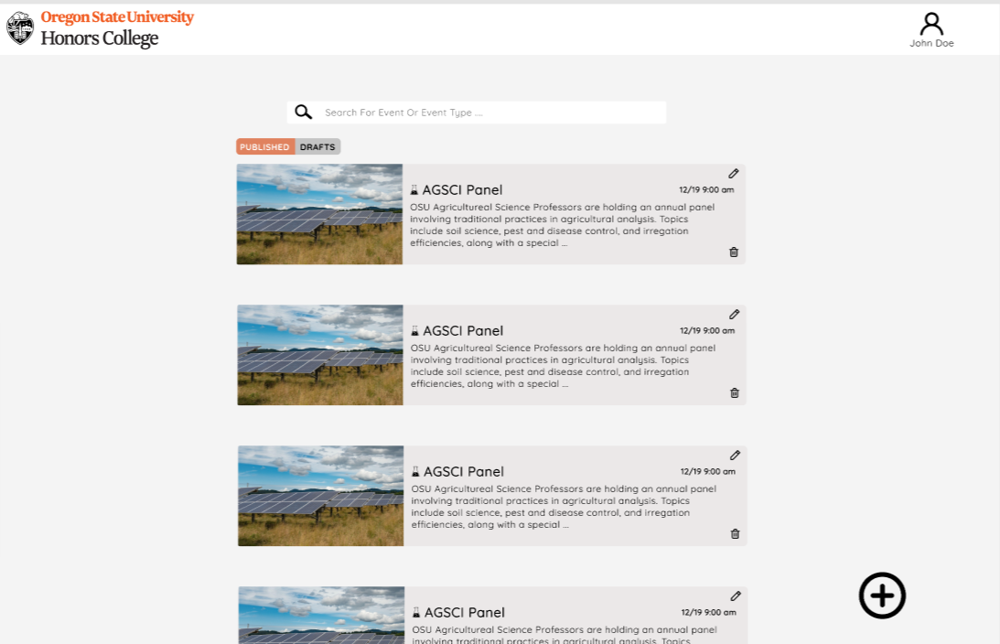 Oregon State University
Honors College
John Doe
Search For Event Or Event Type ....
PUBLISHED DRAFTS
AGSCI Panel
12/19 9:00 am
OSU Agricultureal Science Professors are holding an annual panel
involving traditional practices in agricultural analysis. Topics
include soil science, pest and disease control, and irregation
efficiencies, along with a special ...
AGSCI Panel
12/19 9:00 am
OSU Agricultureal Science Professors are holding an annual panel
involving traditional practices in agricultural analysis. Topics
include soil science, pest and disease control, and irregation
efficiencies, along with a special ...
AGSCI Panel
12/19 9:00 am
OSU Agricultureal Science Professors are holding an annual panel
involving traditional practices in agricultural analysis. Topics
include soil science, pest and disease control, and irregation
efficiencies, along with a special ...
AGSCI Panel
12/19 9:00 am
OSU Agricultureal Science Professors are holding an annual panel
involving traditional practices in agricultural analysis. Topics